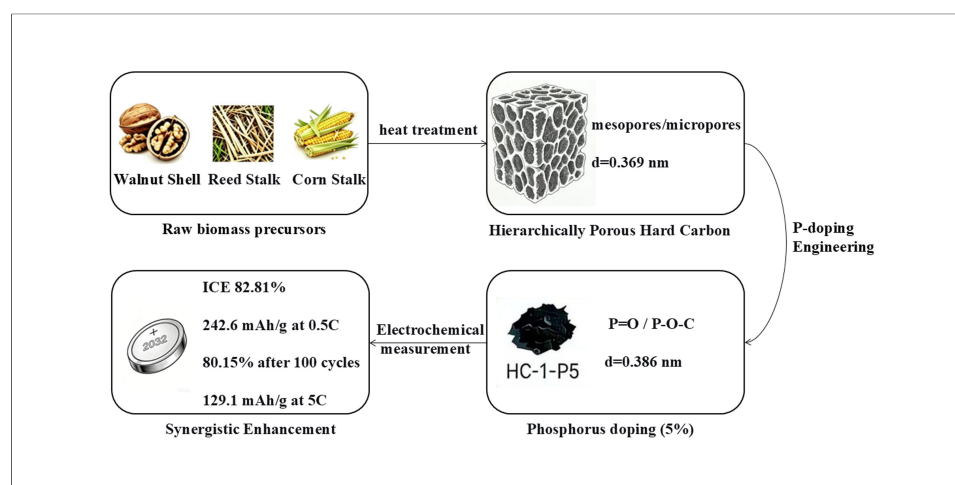 Walnut Shell Reed Stalk Corn Stalk
Raw biomass precursors
heat treatment
mesopores/micropores
d=0.369 nm
Hierarchically Porous Hard Carbon
P-doping
Engineering
P=O / P-O-C
d=0.386 nm
HC-1-P5
Phosphorus doping (5%)
Electrochemical
measurement
ICE 82.81%
242.6 mAh/g at 0.5C
80.15% after 100 cycles
129.1 mAh/g at 5C
+
2032
Synergistic Enhancement